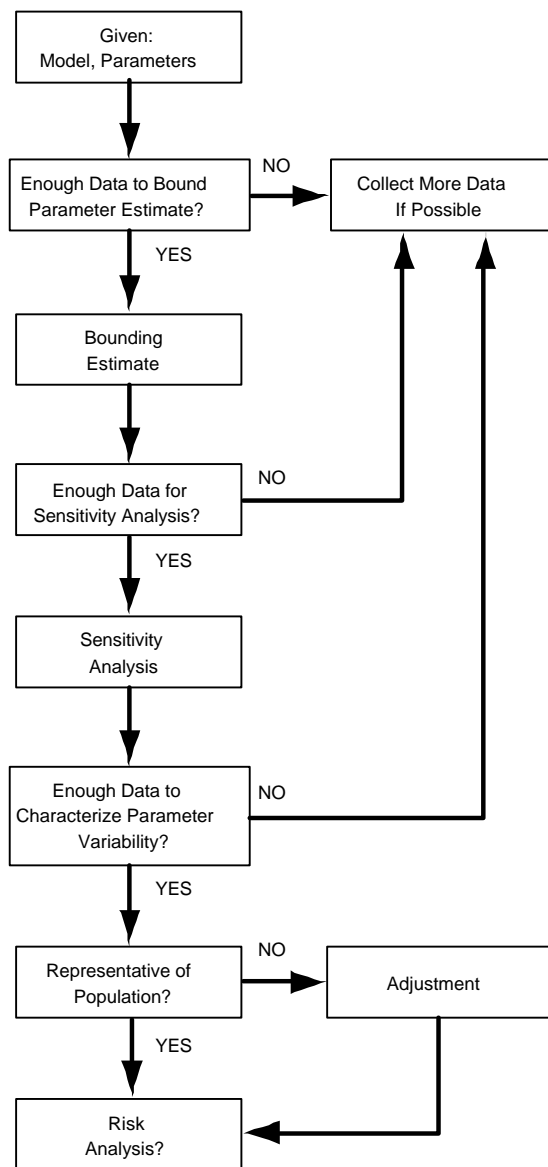 Given:
Model, Parameters
NO
Enough Data to Bound
Parameter Estimate?
Collect More Data
If Possible
YES
Bounding
Estimate
NO
Enough Data for
Sensitivity Analysis?
YES
Sensitivity
Analysis
Enough Data to
Characterize Parameter
Variability?
NO
YES
NO
Representative of
Population?
Adjustment
YES
Risk
Analysis?